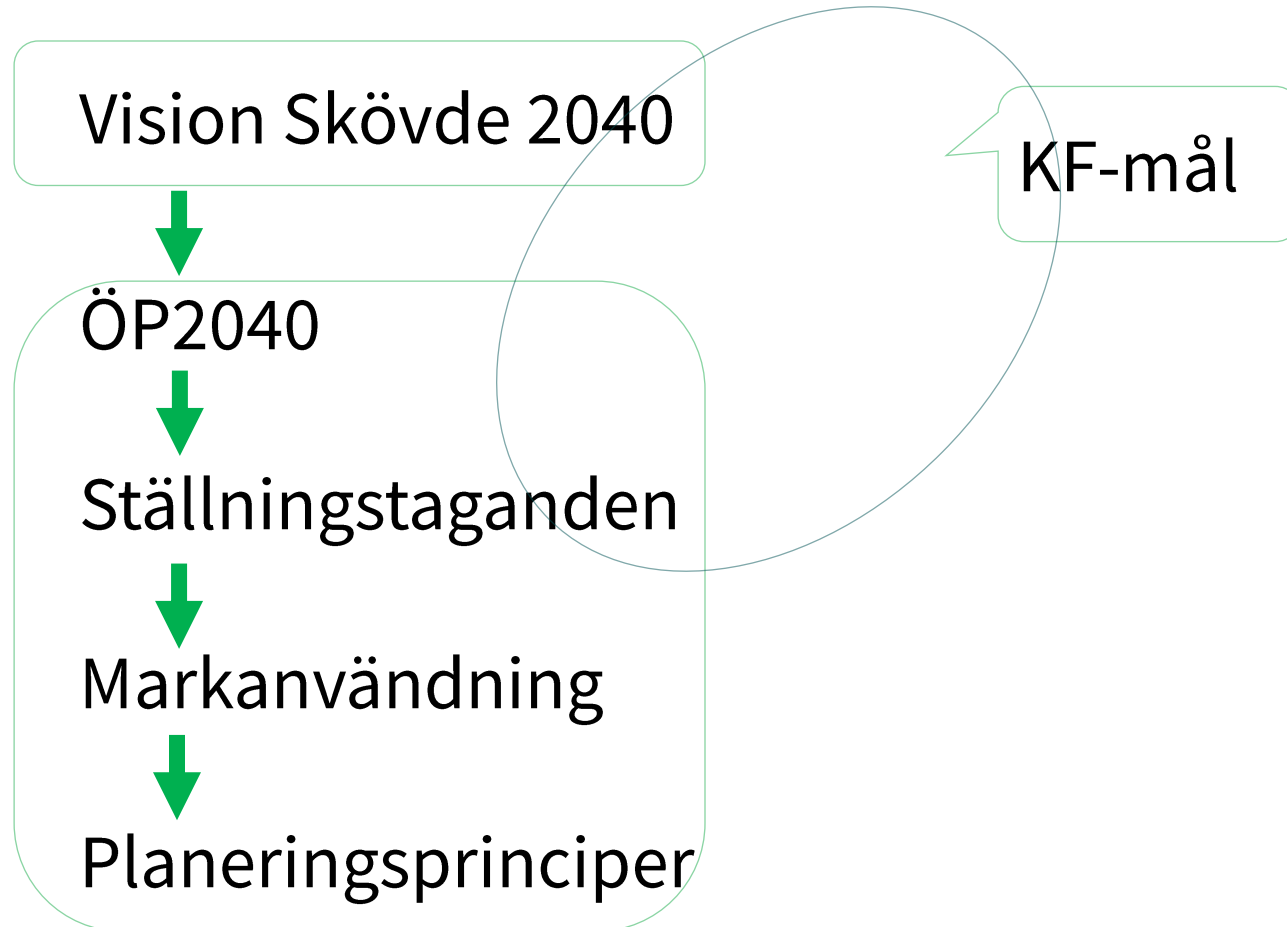 Vision Skövde 2040
KF-mål
ÖP2040
Ställningstaganden
Markanvändning
Planeringsprinciper